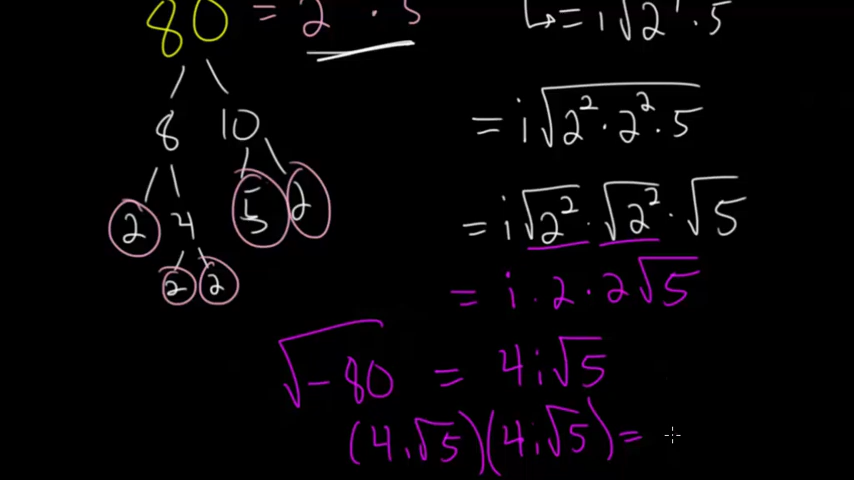 80 = 2 · 5
8 10
2 4 5 2
2 2
↳ = i√2⁴ · 5
= i√2² · 2² · 5
= i√2² · √2² · √5
= i · 2 · 2√5
√-80 = 4i√5
(4i√5)(4i√5) =